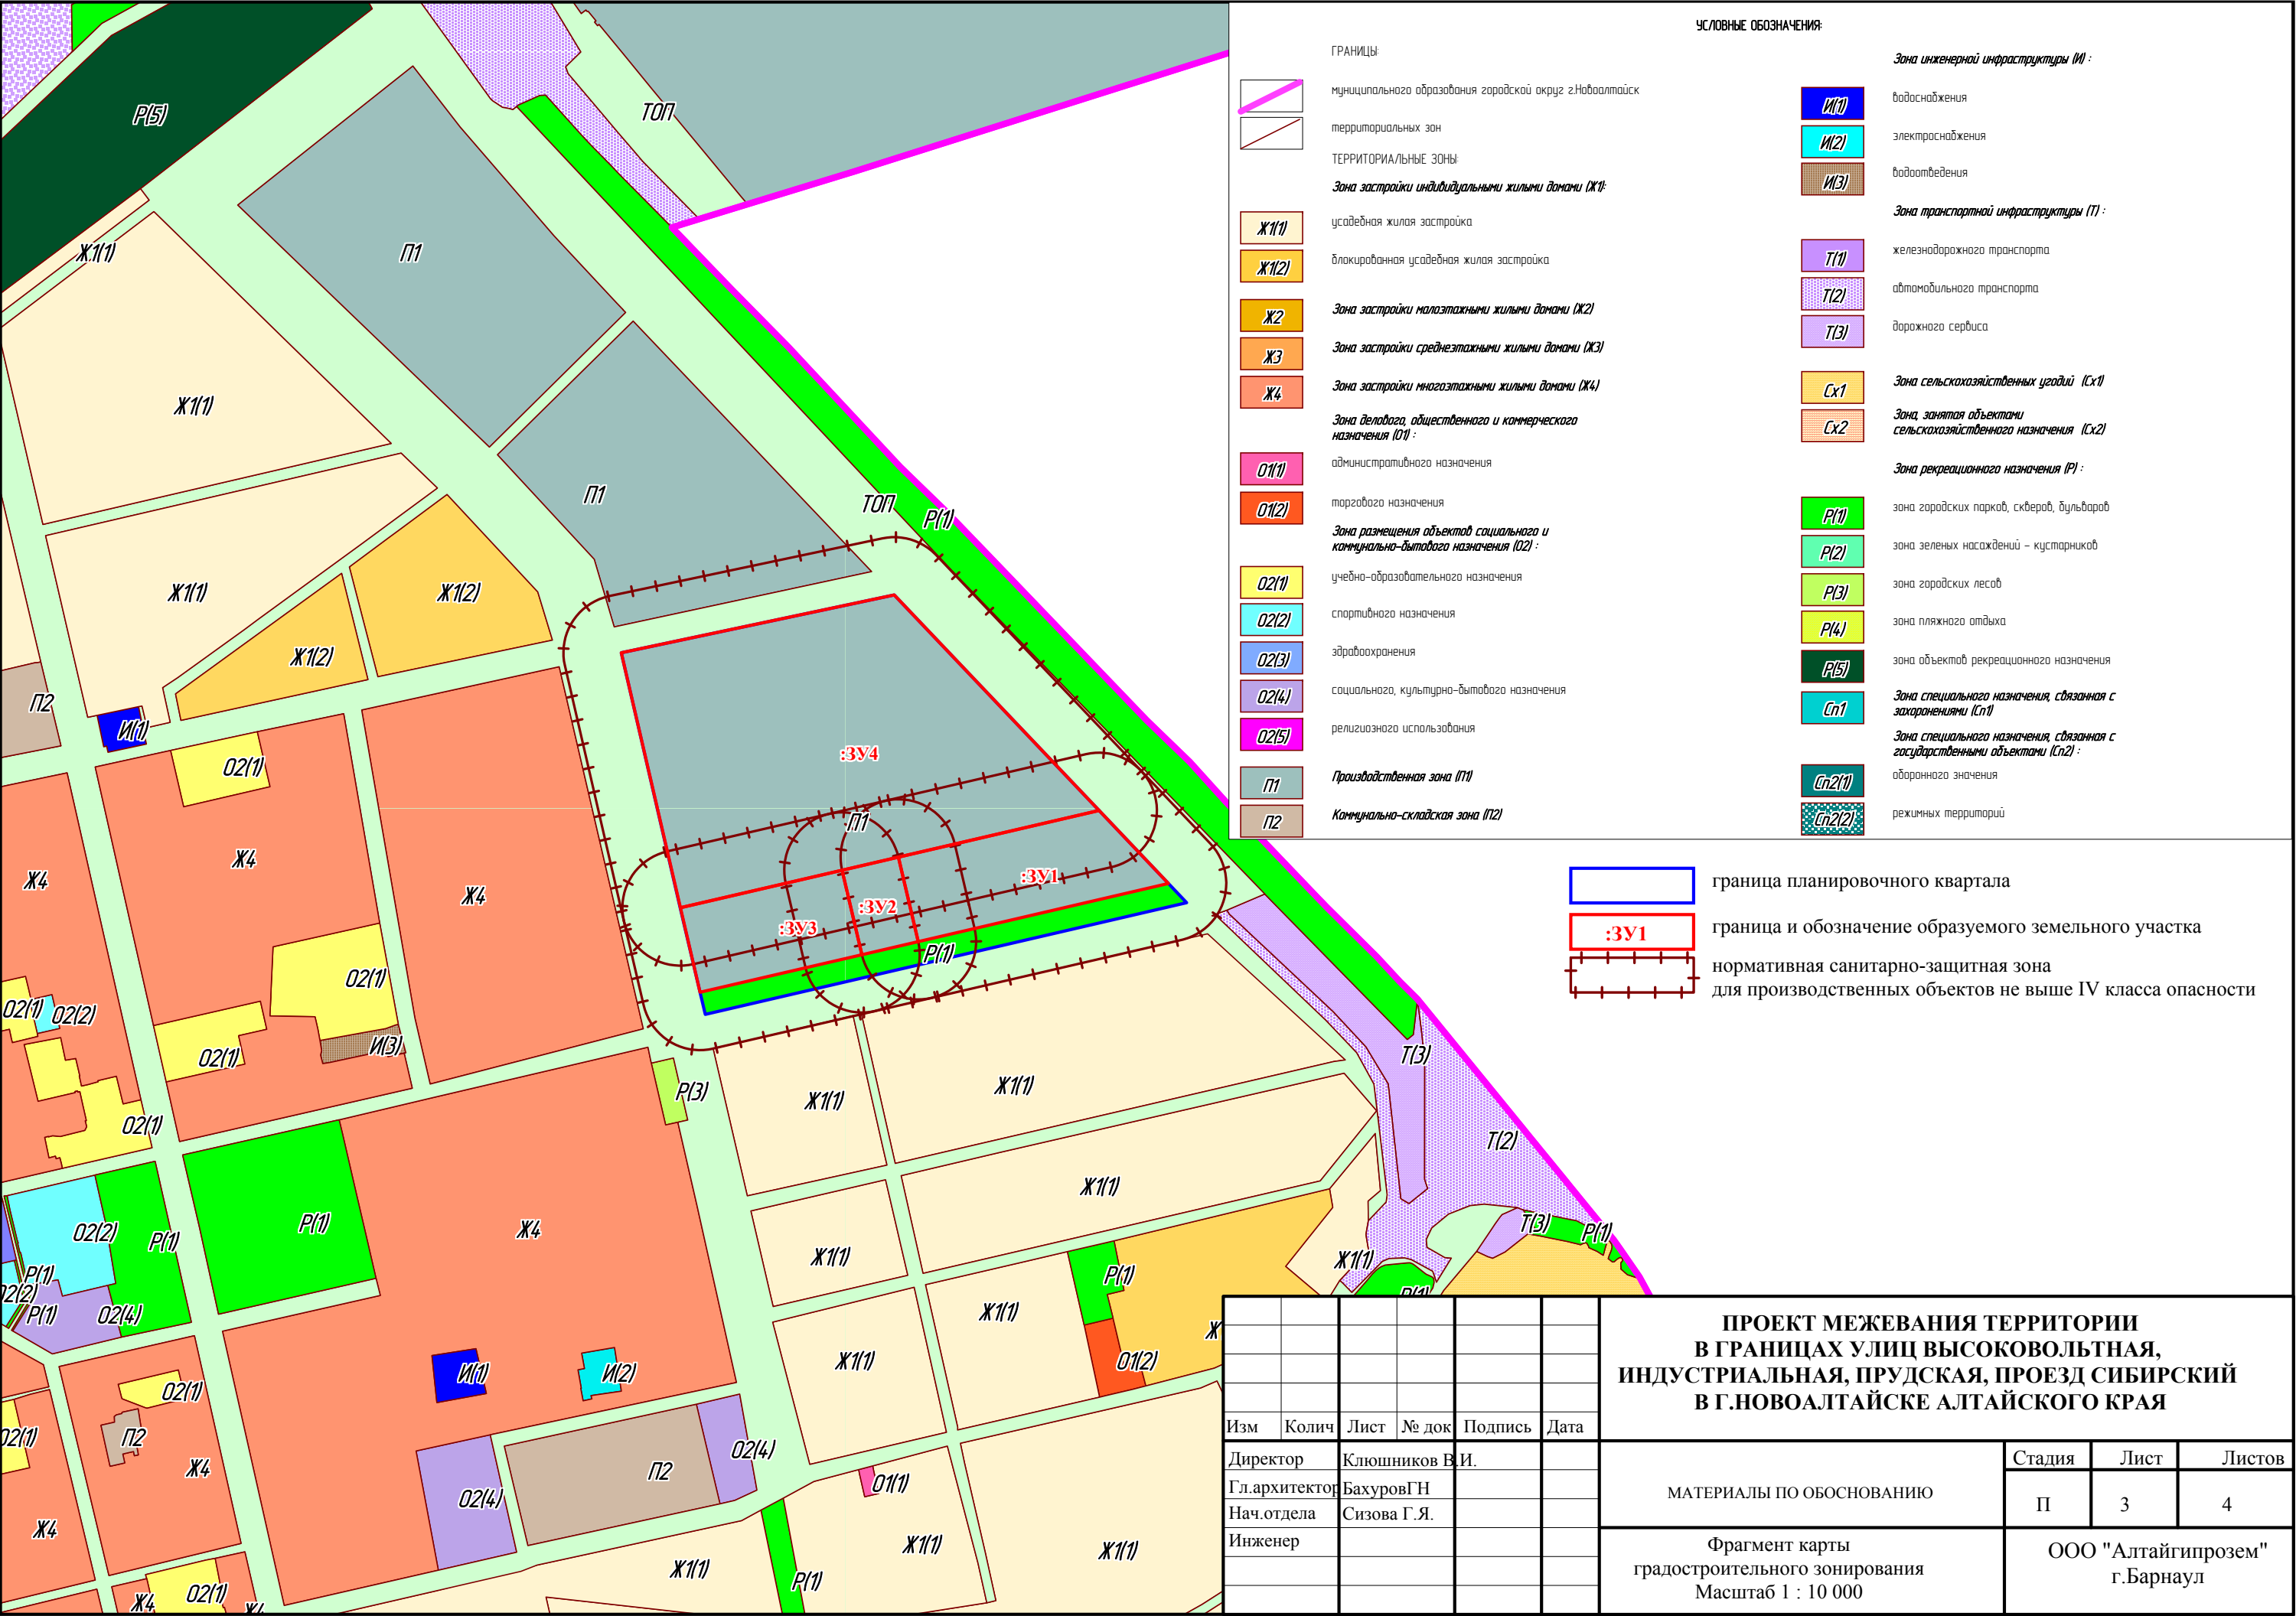 УСЛОВНЫЕ ОБОЗНАЧЕНИЯ:
ГРАНИЦЫ:
муниципального образования городской округ г.Новоалтайск
территориальных зон
ТЕРРИТОРИАЛЬНЫЕ ЗОНЫ:
Зона застройки индивидуальными жилыми домами (Ж1):
Ж1(1) усадебная жилая застройка
Ж1(2) блокированная усадебная жилая застройка
Ж2 Зона застройки малоэтажными жилыми домами (Ж2)
Ж3 Зона застройки среднеэтажными жилыми домами (Ж3)
Ж4 Зона застройки многоэтажными жилыми домами (Ж4)
Зона делового, общественного и коммерческого
назначения (О1) :
О1(1) административного назначения
О1(2) торгового назначения
Зона размещения объектов социального и
коммунально-бытового назначения (О2) :
О2(1) учебно-образовательного назначения
О2(2) спортивного назначения
О2(3) здравоохранения
О2(4) социального, культурно-бытового назначения
О2(5) религиозного использования
П1 Производственная зона (П1)
П2 Коммунально-складская зона (П2)
Зона инженерной инфраструктуры (И) :
И(1) водоснабжения
И(2) электроснабжения
И(3) водоотведения
Зона транспортной инфраструктуры (Т) :
Т(1) железнодорожного транспорта
Т(2) автомобильного транспорта
Т(3) дорожного сервиса
Сх1 Зона сельскохозяйственных угодий (Сх1)
Сх2 Зона, занятая объектами
сельскохозяйственного назначения (Сх2)
Зона рекреационного назначения (Р) :
Р(1) зона городских парков, скверов, бульваров
Р(2) зона зеленых насаждений - кустарников
Р(3) зона городских лесов
Р(4) зона пляжного отдыха
Р(5) зона объектов рекреационного назначения
Сп1 Зона специального назначения, связанная с
захоронениями (Сп1)
Зона специального назначения, связанная с
государственными объектами (Сп2) :
Сп2(1) оборонного значения
Сп2(2) режимных территорий
граница планировочного квартала
:ЗУ1 граница и обозначение образуемого земельного участка
нормативная санитарно-защитная зона
для производственных объектов не выше IV класса опасности
Р(5)
ТОП
Ж1(1)
П1
Ж1(1)
П1
ТОП
Р(1)
Ж1(1)
Ж1(2)
Ж1(2)
П2
И(1)
О2(1)
:ЗУ4
П1
Ж4
Ж4
Ж4
:ЗУ1
:ЗУ2
:ЗУ3
Р(1)
О2(1)
О2(1)
О2(2)
О2(1)
И(3)
Т(3)
Р(3)
Ж1(1)
Ж1(1)
О2(1)
Т(2)
Ж1(1)
Р(1)
Ж4
О2(2)
Р(1)
Т(3)
Р(1)
Ж1(1)
Ж1(1)
Р(1)
Р(1)
О2(2)
Р(1)
О2(4)
Р(1)
Ж1(1)
Ж
Ж1(1)
О1(2)
И(1)
И(2)
О2(1)
О2(1)
П2
О2(4)
Ж4
П2
О2(4)
О1(1)
Ж4
Ж1(1)
Ж1(1)
Ж1(1)
Р(1)
О2(1)
Ж4
Ж4
Изм Колич Лист № док Подпись Дата
Директор Клюшников В.И.
Гл.архитектор БахуровГН
Нач.отдела Сизова Г.Я.
Инженер
ПРОЕКТ МЕЖЕВАНИЯ ТЕРРИТОРИИ
В ГРАНИЦАХ УЛИЦ ВЫСОКОВОЛЬТНАЯ,
ИНДУСТРИАЛЬНАЯ, ПРУДСКАЯ, ПРОЕЗД СИБИРСКИЙ
В Г.НОВОАЛТАЙСКЕ АЛТАЙСКОГО КРАЯ
МАТЕРИАЛЫ ПО ОБОСНОВАНИЮ
Стадия Лист Листов
П 3 4
Фрагмент карты
градостроительного зонирования
Масштаб 1 : 10 000
ООО "Алтайгипрозем"
г.Барнаул